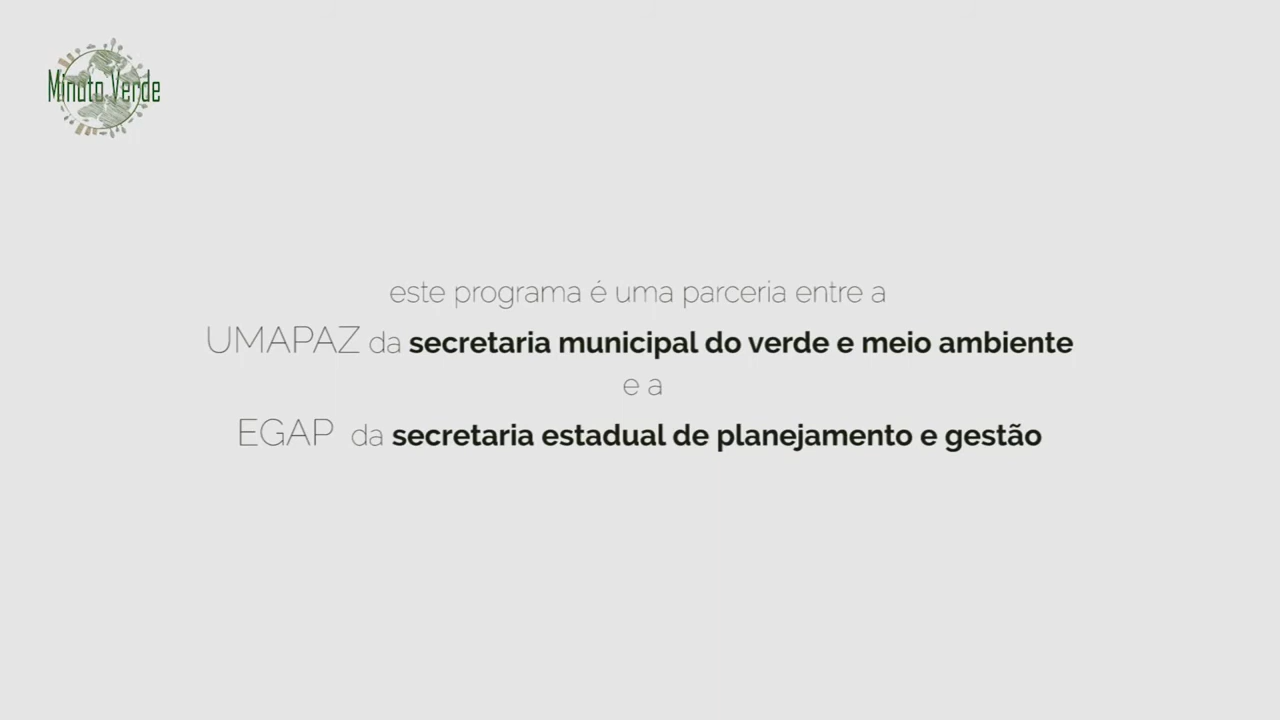 Minuto Verde
este programa é uma parceria entre a
UMAPAZ da secretaria municipal do verde e meio ambiente
e a
EGAP da secretaria estadual de planejamento e gestão